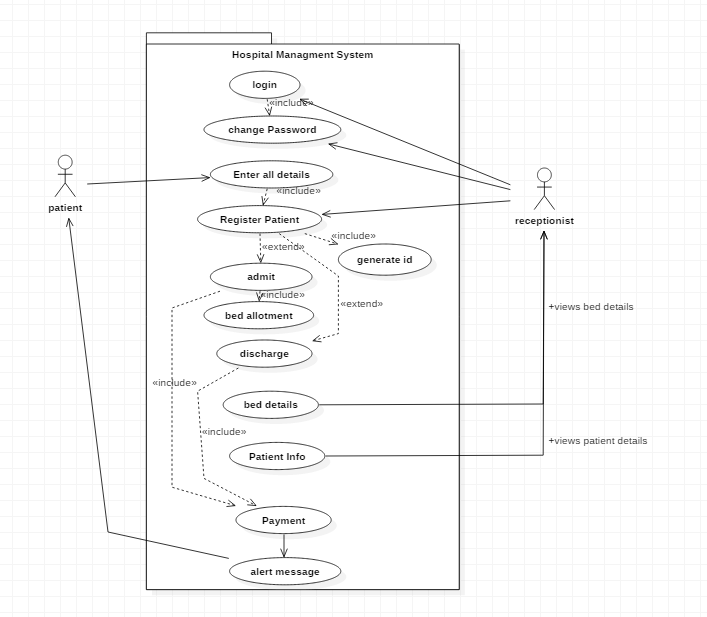 Hospital Managment System
login
«include»
change Password
Enter all details
«include»
patient
Register Patient
receptionist
«include»
«extend»
generate id
admit
«include»
«extend»
+views bed details
bed allotment
discharge
«include»
bed details
«include»
+views patient details
Patient Info
Payment
alert message